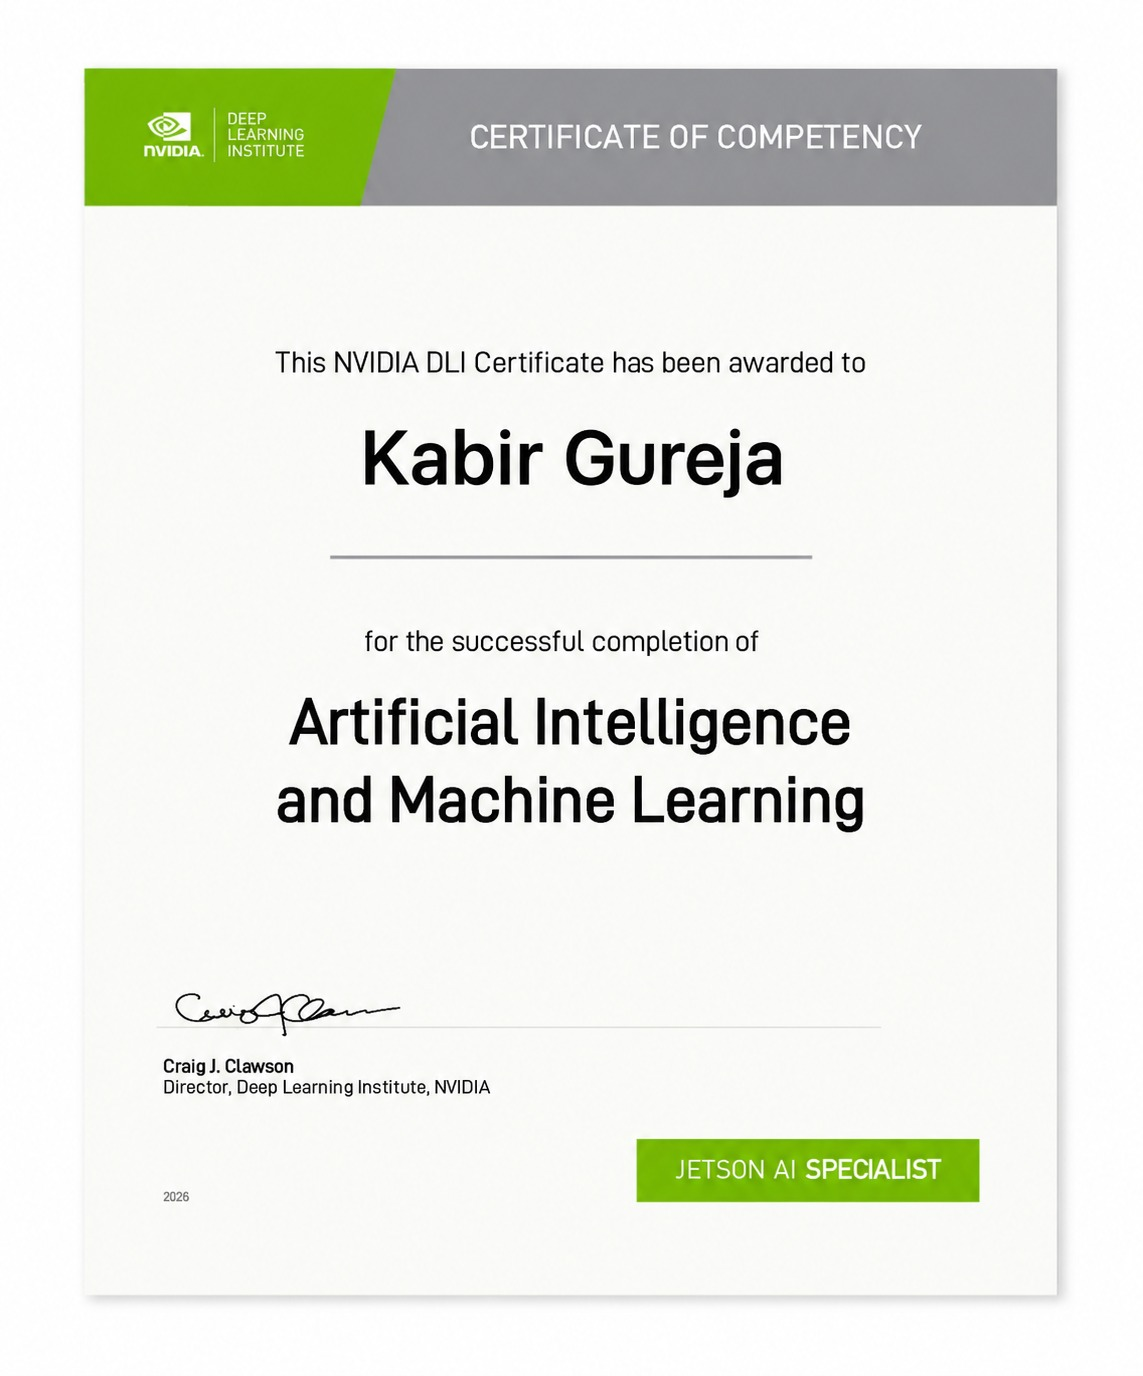 NVIDIA.
DEEP
LEARNING
INSTITUTE
CERTIFICATE OF COMPETENCY
This NVIDIA DLI Certificate has been awarded to
Kabir Gureja
for the successful completion of
Artificial Intelligence
and Machine Learning
Craig J. Clawson
Director, Deep Learning Institute, NVIDIA
JETSON AI SPECIALIST
2026